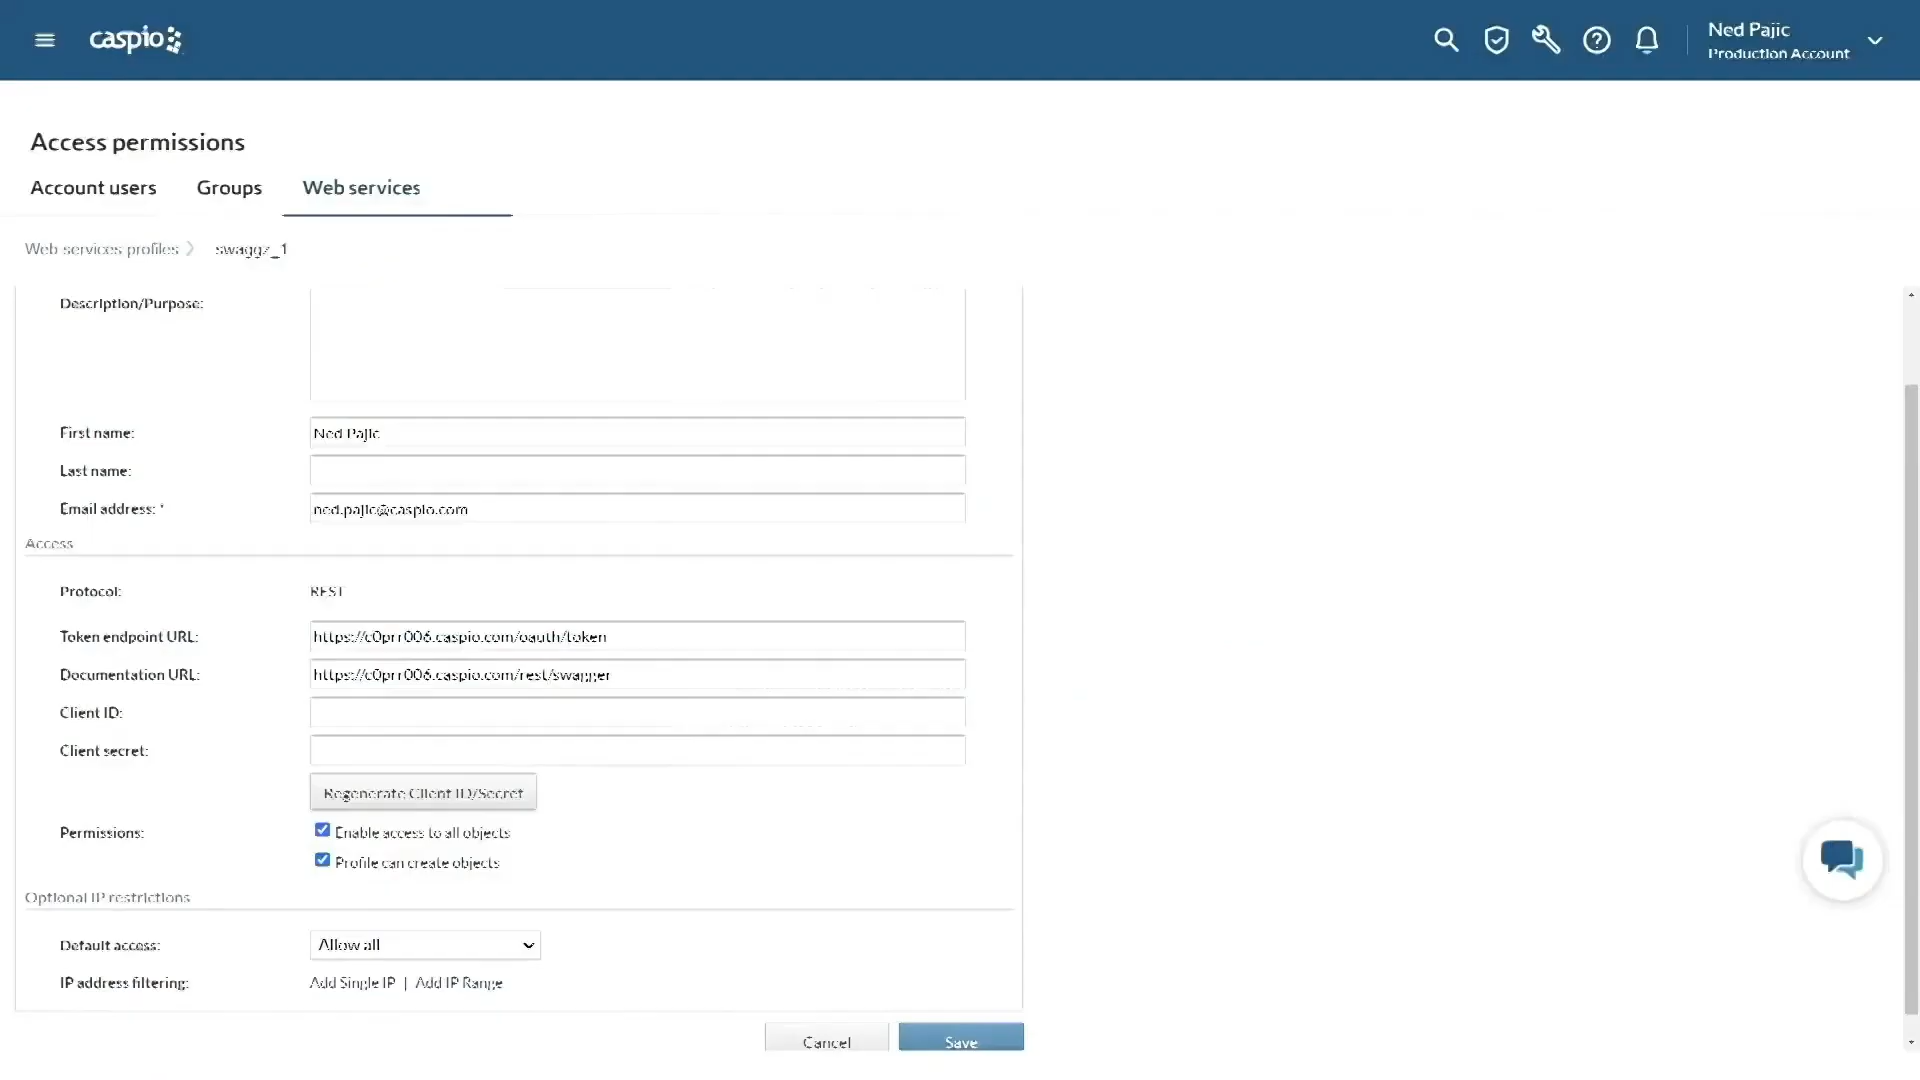 caspio
Ned Pajic
Production Account
Access permissions
Account users
Groups
Web services
Web services profiles
swaggz_1
Description/Purpose:
First name:
Ned Pajic
Last name:
Email address: *
ned.pajic@caspio.com
Access
Protocol:
REST
Token endpoint URL:
https://c0prr006.caspio.com/oauth/token
Documentation URL:
https://c0prr006.caspio.com/rest/swagger
Client ID:
Client secret:
Regenerate Client ID/Secret
Permissions:
Enable access to all objects
Profile can create objects
Optional IP restrictions
Default access:
Allow all
IP address filtering:
Add Single IP | Add IP Range
Cancel
Save